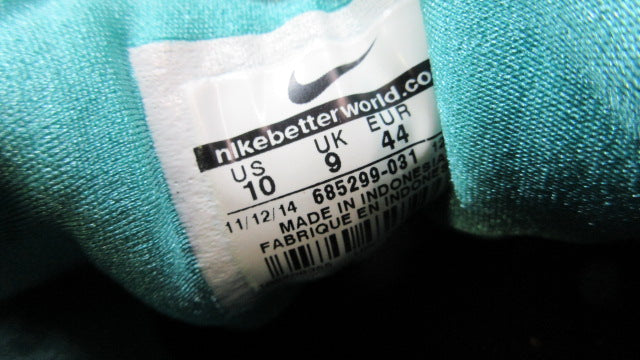 nikebetterworld.co
US UK EUR
10 9 44
11/12/14 685299-031 12
MADE IN INDONESIA
FABRIQUE EN INDONES